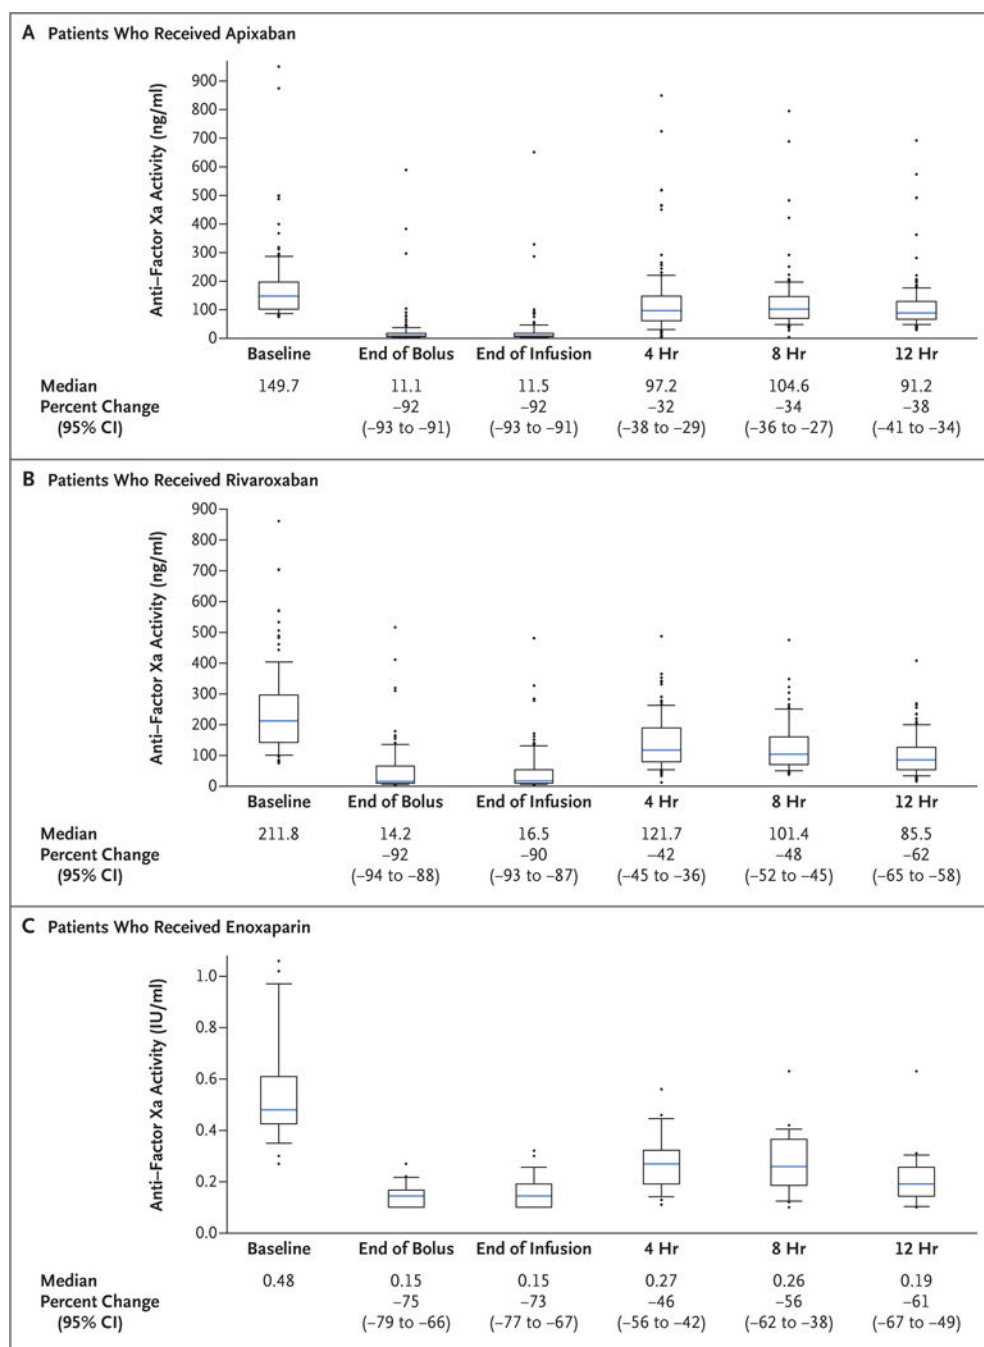 A Patients Who Received Apixaban
Anti–Factor Xa Activity (ng/ml)
900
800
700
600
500
400
300
200
100
0
Baseline End of Bolus End of Infusion 4 Hr 8 Hr 12 Hr
Median 149.7 11.1 11.5 97.2 104.6 91.2
Percent Change –92 –92 –32 –34 –38
(95% CI) (–93 to –91) (–93 to –91) (–38 to –29) (–36 to –27) (–41 to –34)
B Patients Who Received Rivaroxaban
Anti–Factor Xa Activity (ng/ml)
900
800
700
600
500
400
300
200
100
0
Baseline End of Bolus End of Infusion 4 Hr 8 Hr 12 Hr
Median 211.8 14.2 16.5 121.7 101.4 85.5
Percent Change –92 –90 –42 –48 –62
(95% CI) (–94 to –88) (–93 to –87) (–45 to –36) (–52 to –45) (–65 to –58)
C Patients Who Received Enoxaparin
Anti–Factor Xa Activity (IU/ml)
1.0
0.8
0.6
0.4
0.2
0.0
Baseline End of Bolus End of Infusion 4 Hr 8 Hr 12 Hr
Median 0.48 0.15 0.15 0.27 0.26 0.19
Percent Change –75 –73 –46 –56 –61
(95% CI) (–79 to –66) (–77 to –67) (–56 to –42) (–62 to –38) (–67 to –49)